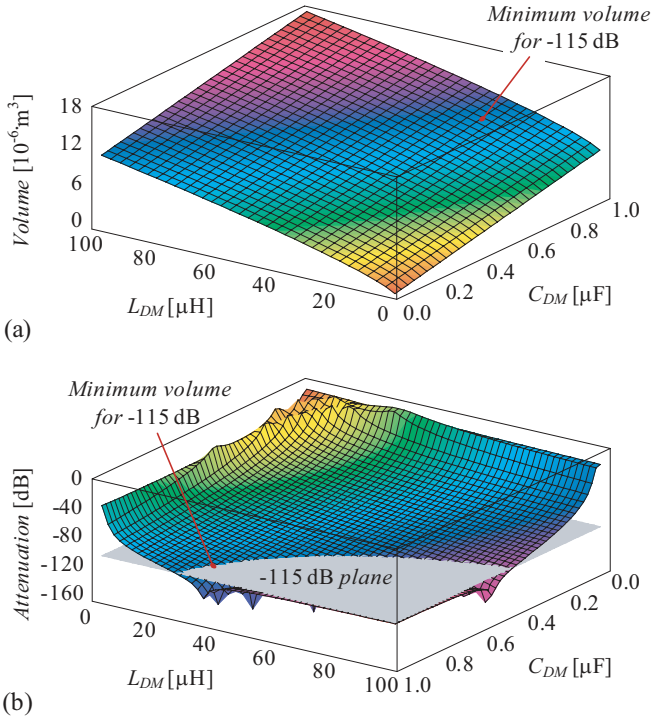 Minimum volume
for -115 dB
18
12
6
0
Volume [10⁻⁶·m³]
100
80
60
40
20
0
L_DM [μH]
0.0
0.2
0.4
0.6
0.8
1.0
C_DM [μF]
(a)
Minimum volume
for -115 dB
0
-40
-80
-120
-160
Attenuation [dB]
-115 dB plane
0
20
40
60
80
100
L_DM [μH]
1.0
0.8
0.6
0.4
0.2
0.0
C_DM [μF]
(b)